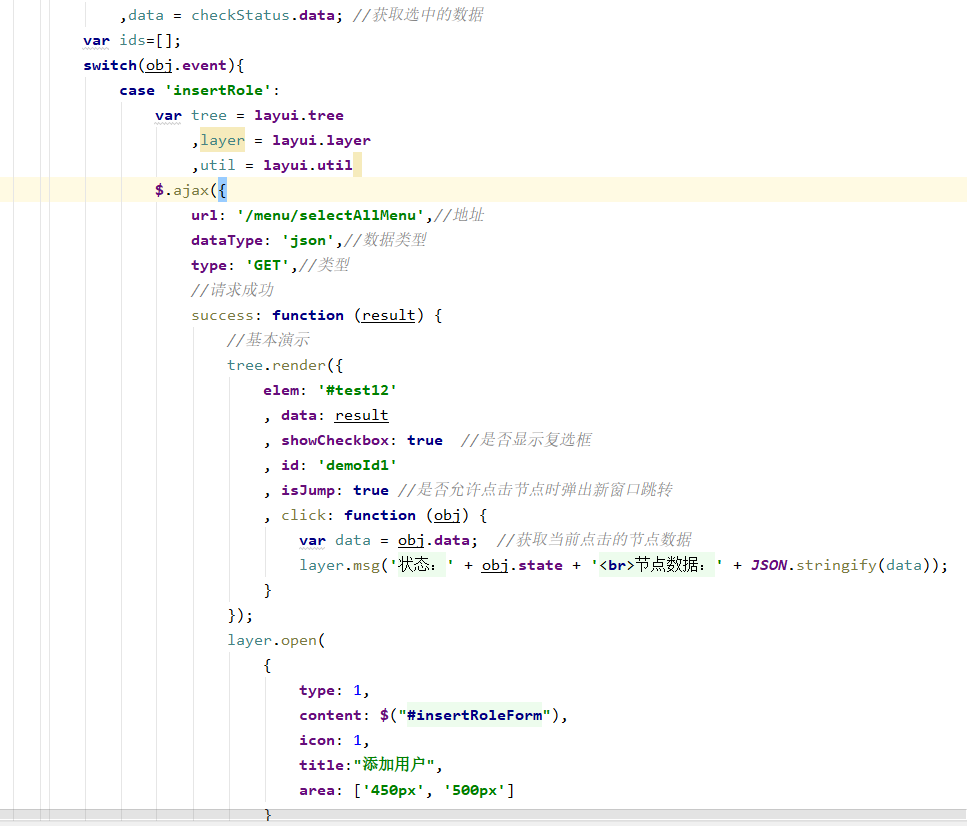 ,data = checkStatus.data; //获取选中的数据
var ids=[];
switch(obj.event){
case 'insertRole':
var tree = layui.tree
,layer = layui.layer
,util = layui.util
$.ajax({
url: '/menu/selectAllMenu',//地址
dataType: 'json',//数据类型
type: 'GET',//类型
//请求成功
success: function (result) {
//基本演示
tree.render({
elem: '#test12'
, data: result
, showCheckbox: true  //是否显示复选框
, id: 'demoId1'
, isJump: true //是否允许点击节点时弹出新窗口跳转
, click: function (obj) {
var data = obj.data;  //获取当前点击的节点数据
layer.msg('状态：' + obj.state + '<br>节点数据：' + JSON.stringify(data));
}
});
layer.open(
{
type: 1,
content: $("#insertRoleForm"),
icon: 1,
title:"添加用户",
area: ['450px', '500px']
}